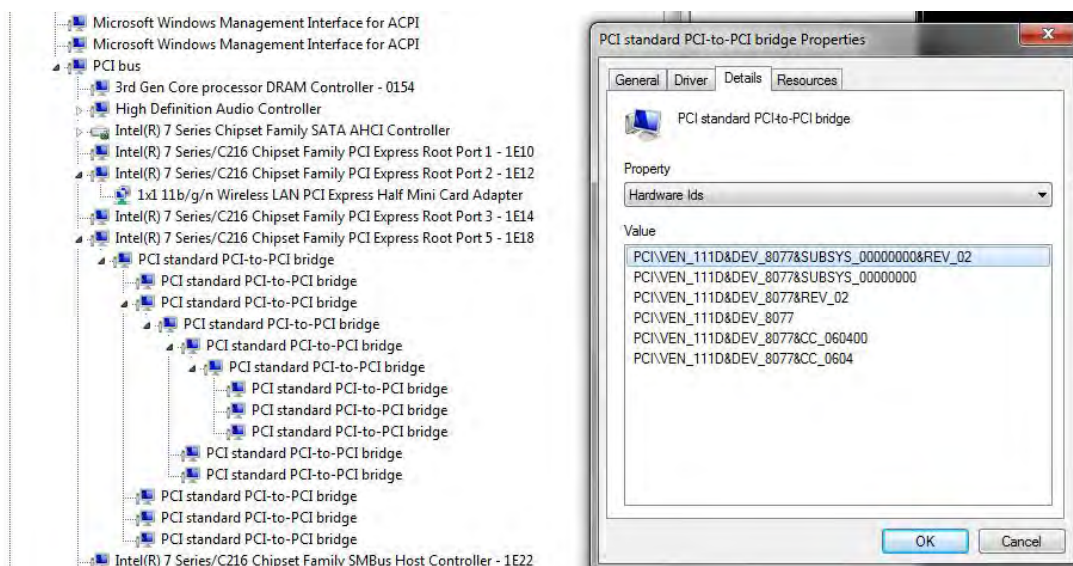 Microsoft Windows Management Interface for ACPI
Microsoft Windows Management Interface for ACPI
PCI bus
3rd Gen Core processor DRAM Controller - 0154
High Definition Audio Controller
Intel(R) 7 Series Chipset Family SATA AHCI Controller
Intel(R) 7 Series/C216 Chipset Family PCI Express Root Port 1 - 1E10
Intel(R) 7 Series/C216 Chipset Family PCI Express Root Port 2 - 1E12
1x1 11b/g/n Wireless LAN PCI Express Half Mini Card Adapter
Intel(R) 7 Series/C216 Chipset Family PCI Express Root Port 3 - 1E14
Intel(R) 7 Series/C216 Chipset Family PCI Express Root Port 5 - 1E18
PCI standard PCI-to-PCI bridge
PCI standard PCI-to-PCI bridge
PCI standard PCI-to-PCI bridge
PCI standard PCI-to-PCI bridge
PCI standard PCI-to-PCI bridge
PCI standard PCI-to-PCI bridge
PCI standard PCI-to-PCI bridge
PCI standard PCI-to-PCI bridge
PCI standard PCI-to-PCI bridge
PCI standard PCI-to-PCI bridge
PCI standard PCI-to-PCI bridge
PCI standard PCI-to-PCI bridge
PCI standard PCI-to-PCI bridge
PCI standard PCI-to-PCI bridge
Intel(R) 7 Series/C216 Chipset Family SMBus Host Controller - 1E22
PCI standard PCI-to-PCI bridge Properties
General Driver Details Resources
PCI standard PCI-to-PCI bridge
Property
Hardware Ids
Value
PCI\VEN_111D&DEV_8077&SUBSYS_00000000&REV_02
PCI\VEN_111D&DEV_8077&SUBSYS_00000000
PCI\VEN_111D&DEV_8077&REV_02
PCI\VEN_111D&DEV_8077
PCI\VEN_111D&DEV_8077&CC_060400
PCI\VEN_111D&DEV_8077&CC_0604
OK Cancel